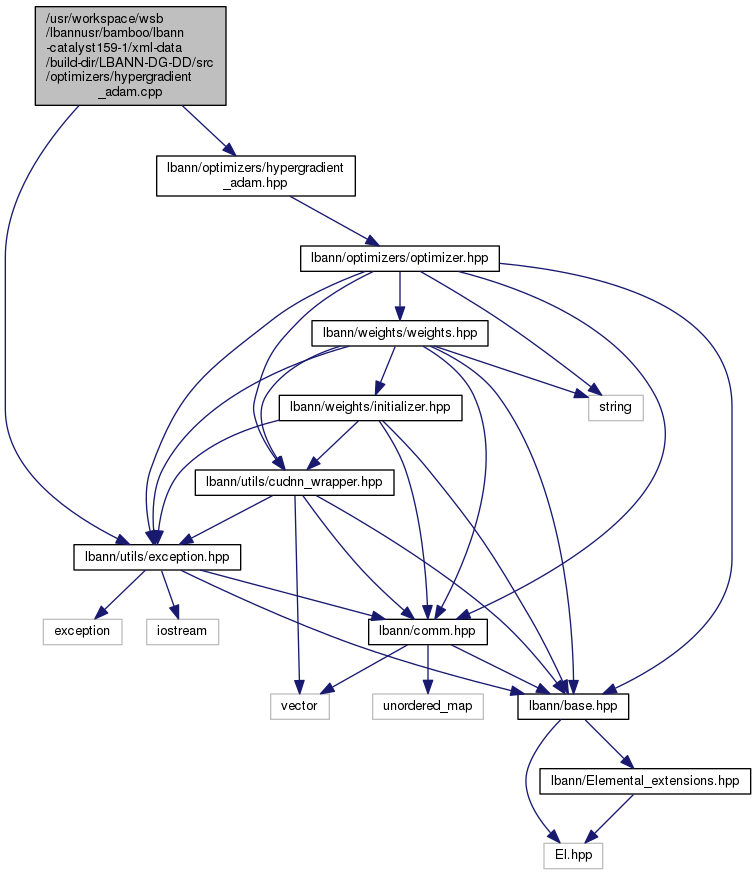 /usr/workspace/wsb
/lbannusr/bamboo/lbann
-catalyst159-1/xml-data
/build-dir/LBANN-DG-DD/src
/optimizers/hypergradient
_adam.cpp
lbann/optimizers/hypergradient
_adam.hpp
lbann/optimizers/optimizer.hpp
lbann/weights/weights.hpp
lbann/weights/initializer.hpp
string
lbann/utils/cudnn_wrapper.hpp
lbann/utils/exception.hpp
exception
iostream
lbann/comm.hpp
vector
unordered_map
lbann/base.hpp
lbann/Elemental_extensions.hpp
El.hpp